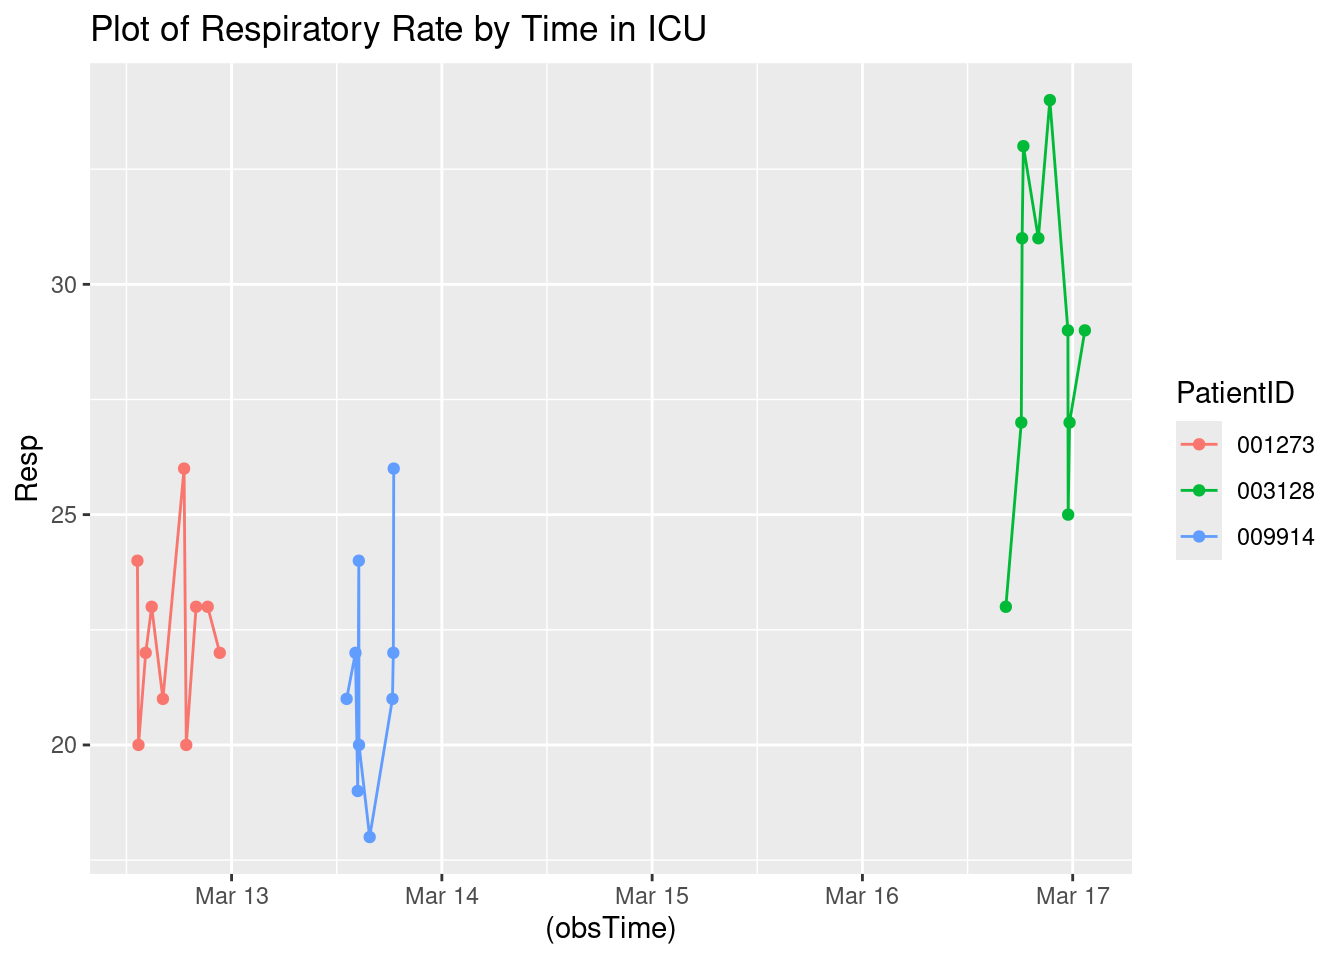 Plot of Respiratory Rate by Time in ICU
Resp
30
25
20
Mar 13
Mar 14
Mar 15
Mar 16
Mar 17
(obsTime)
PatientID
001273
003128
009914